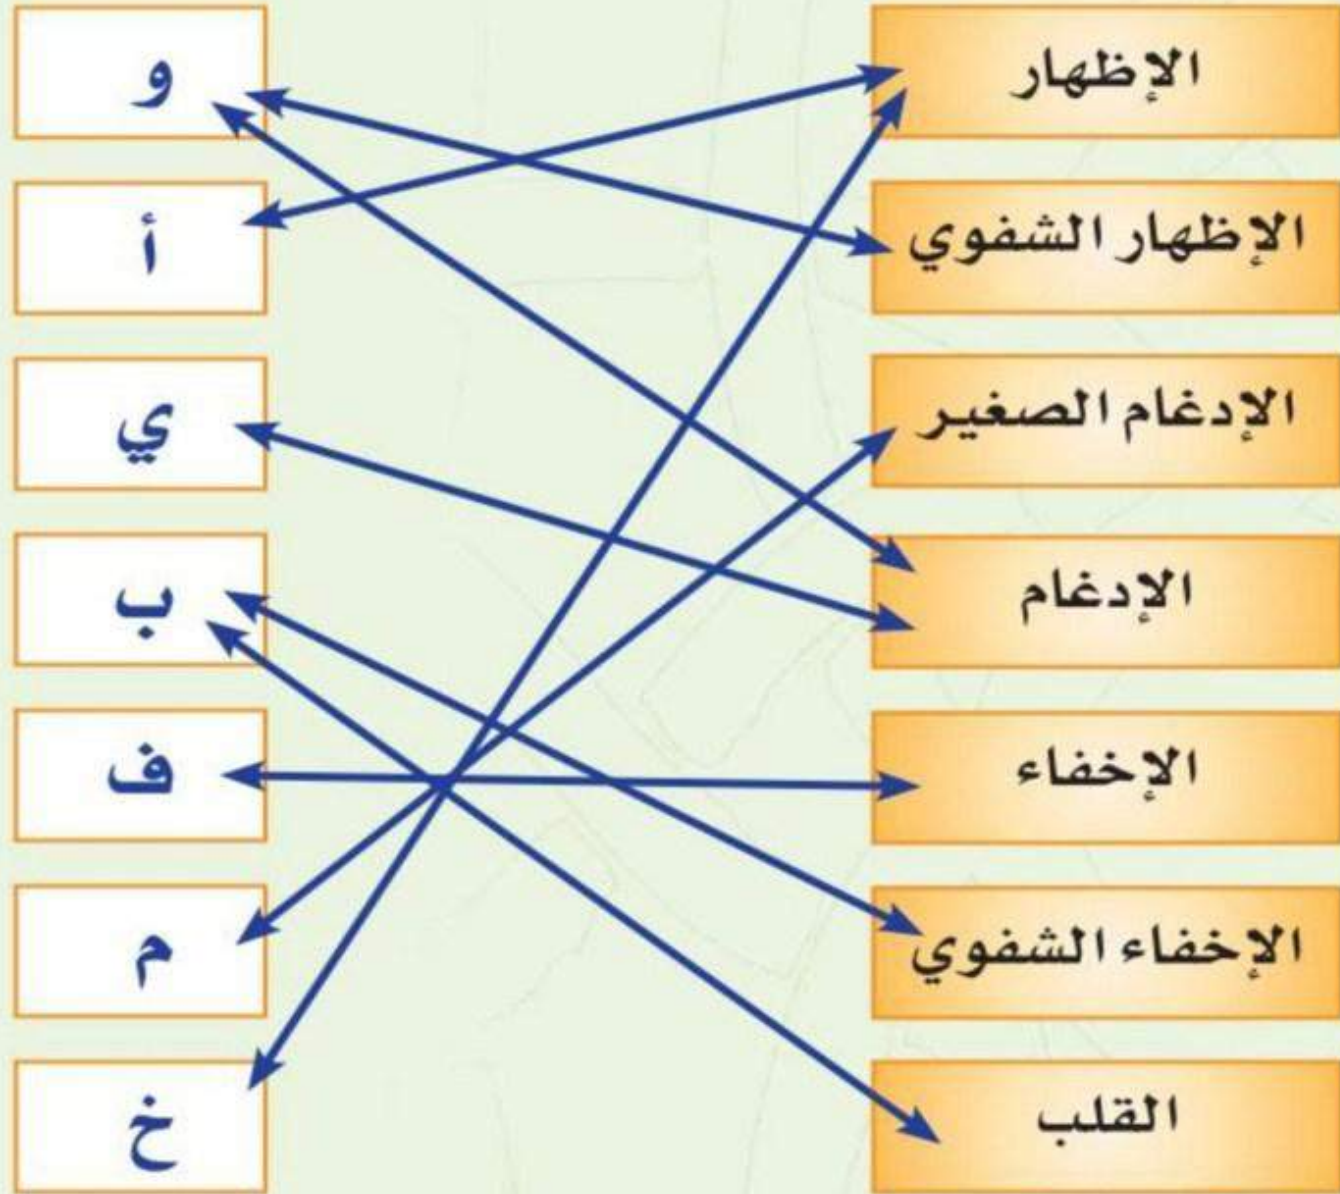 الإظهار
و
الإظهار الشفوي
أ
الإدغام الصغير
ي
الإدغام
ب
الإخفاء
ف
الإخفاء الشفوي
م
القلب
خ